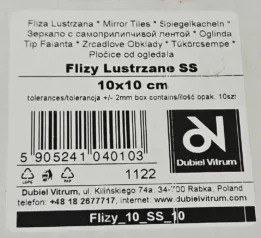 Fliza Lustrzana * Mirror Tiles * Spiegelkacheln *
Зеркало с самоприлипчивой лентой * Oglinda
Tip Faianta * Zrcadlove Obklady * Tükörcsempe *
Plocice od ogledala
Flizy Lustrzane SS
10x10 cm
tolerances/tolerancja +/- 2mm box contains/ilość opak. 10szt
5 905241 040103
1122
Dubiel Vitrum
Dubiel Vitrum, ul. Kilińskiego 74a, 34-700 Rabka, Poland
telefon: +48 18 2677717, internet: www.dubielvitrum.com
Flizy_10_SS_10